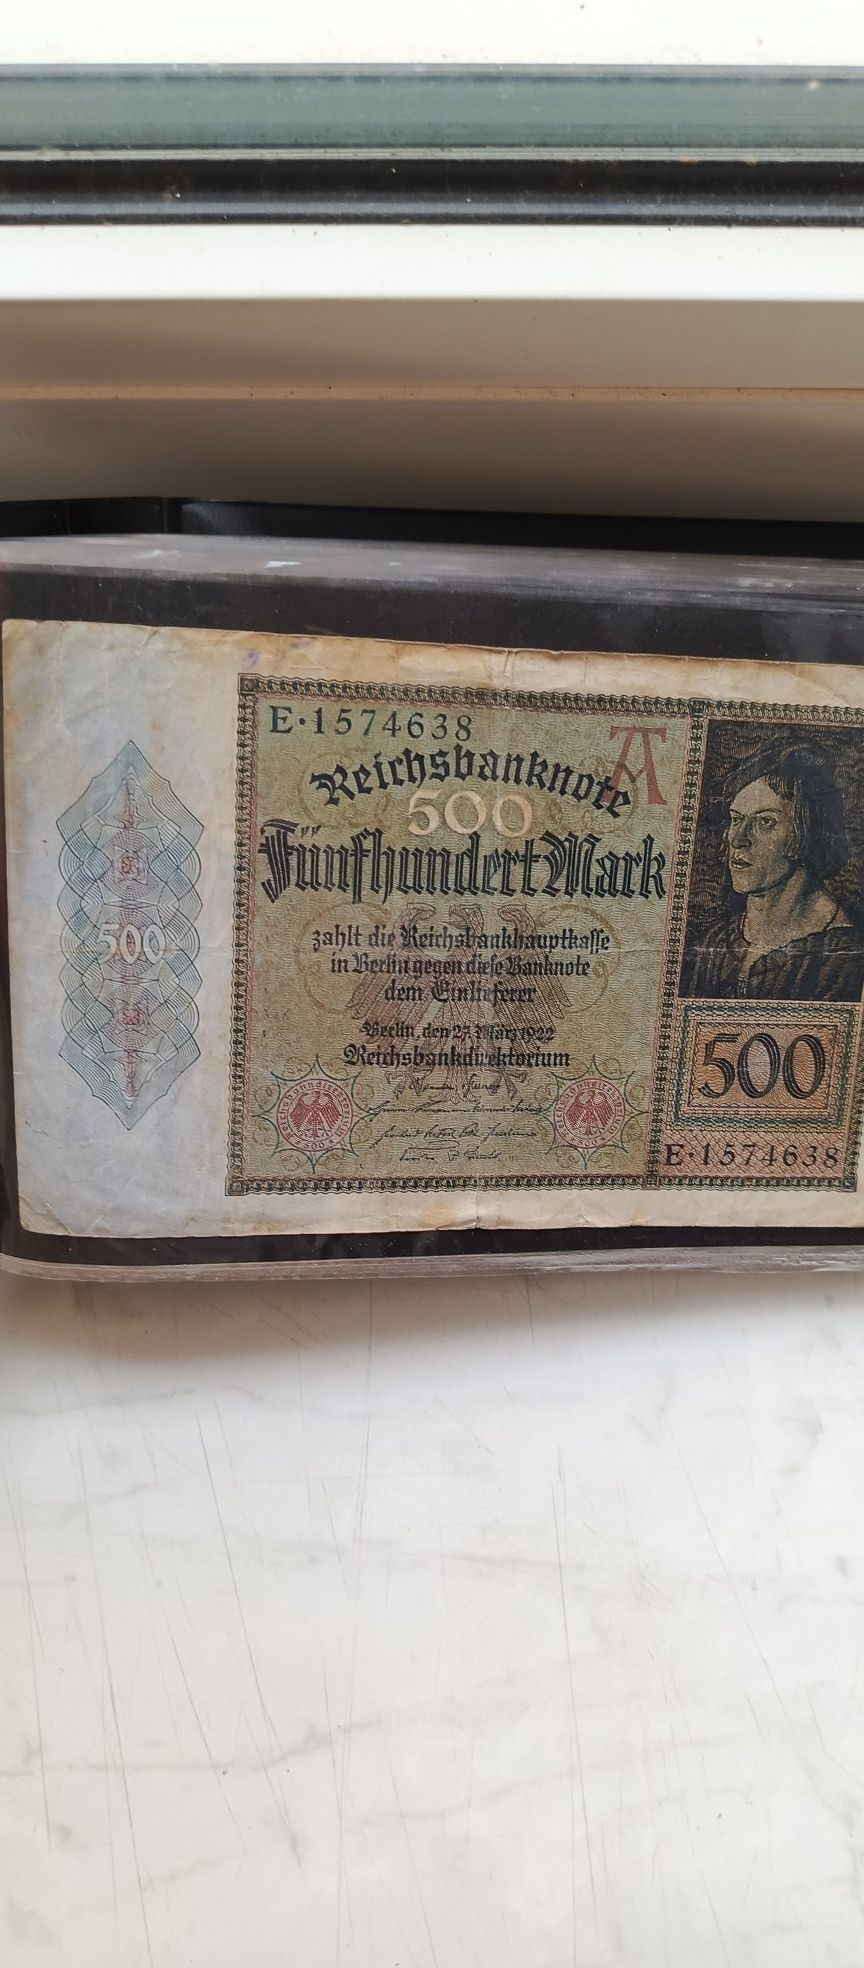 E·1574638
A
Reichsbanknote
500
Fünfhundert Mark
500
zahlt die Reichsbankhauptkasse
in Berlin gegen diese Banknote
dem Einlieferer
Berlin, den 27. März 1922
Reichsbankdirektorium
500
E·1574638